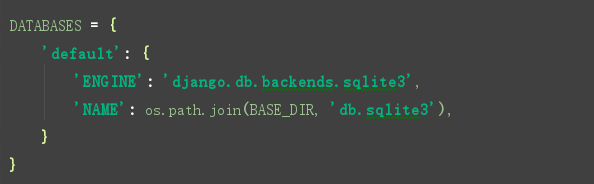 DATABASES = {
    'default': {
        'ENGINE': 'django.db.backends.sqlite3',
        'NAME': os.path.join(BASE_DIR, 'db.sqlite3'),
    }
}